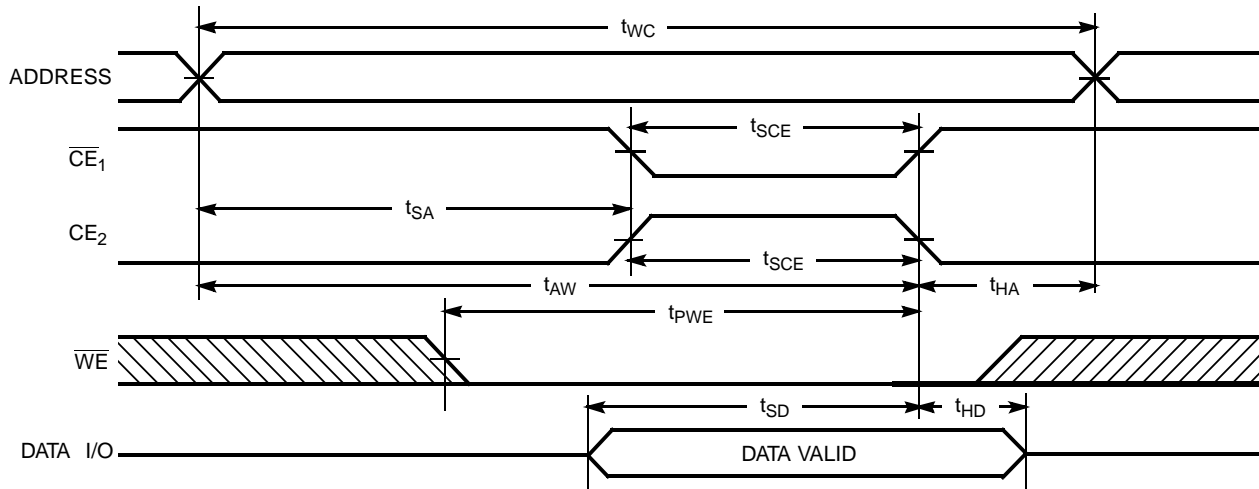 tWC
ADDRESS
tSCE
CE1
tSA
CE2
tSCE
tAW
tHA
tPWE
WE
tSD
tHD
DATA I/O
DATA VALID